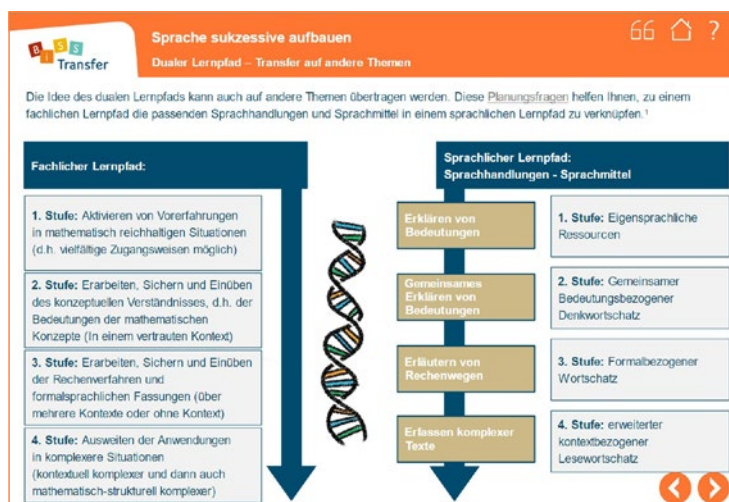 BiSS
Transfer
Sprache sukzessive aufbauen
Dualer Lernpfad – Transfer auf andere Themen
?
Die Idee des dualen Lernpfads kann auch auf andere Themen übertragen werden. Diese Planungsfragen helfen Ihnen, zu einem
fachlichen Lernpfad die passenden Sprachhandlungen und Sprachmittel in einem sprachlichen Lernpfad zu verknüpfen.¹
Fachlicher Lernpfad:
1. Stufe: Aktivieren von Vorerfahrungen
in mathematisch reichhaltigen Situationen
(d.h. vielfältige Zugangsweisen möglich)
2. Stufe: Erarbeiten, Sichern und Einüben
des konzeptuellen Verständnisses, d.h. der
Bedeutungen der mathematischen
Konzepte (In einem vertrauten Kontext)
3. Stufe: Erarbeiten, Sichern und Einüben
der Rechenverfahren und
formalsprachlichen Fassungen (über
mehrere Kontexte oder ohne Kontext)
4. Stufe: Ausweiten der Anwendungen
in komplexere Situationen
(kontextuell komplexer und dann auch
mathematisch-strukturell komplexer)
Sprachlicher Lernpfad:
Sprachhandlungen - Sprachmittel
Erklären von
Bedeutungen
Gemeinsames
Erklären von
Bedeutungen
Erläutern von
Rechenwegen
Erfassen komplexer
Texte
1. Stufe: Eigensprachliche
Ressourcen
2. Stufe: Gemeinsamer
Bedeutungsbezogener
Denkwortschatz
3. Stufe: Formalbezogener
Wortschatz
4. Stufe: erweiterter
kontextbezogener
Lesewortschatz